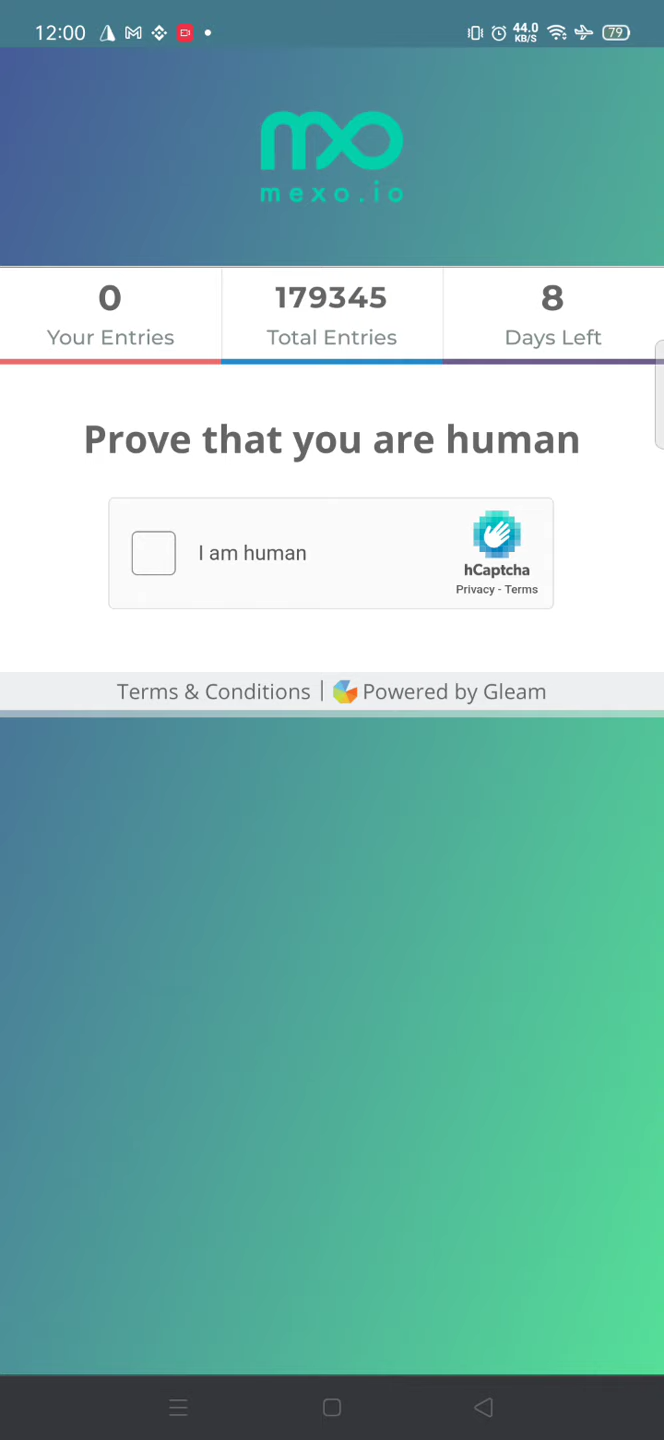 12:00 44.0 KB/S 79
mxo
mexo.io
0 179345 8
Your Entries Total Entries Days Left
Prove that you are human
I am human
hCaptcha
Privacy - Terms
Terms & Conditions | Powered by Gleam